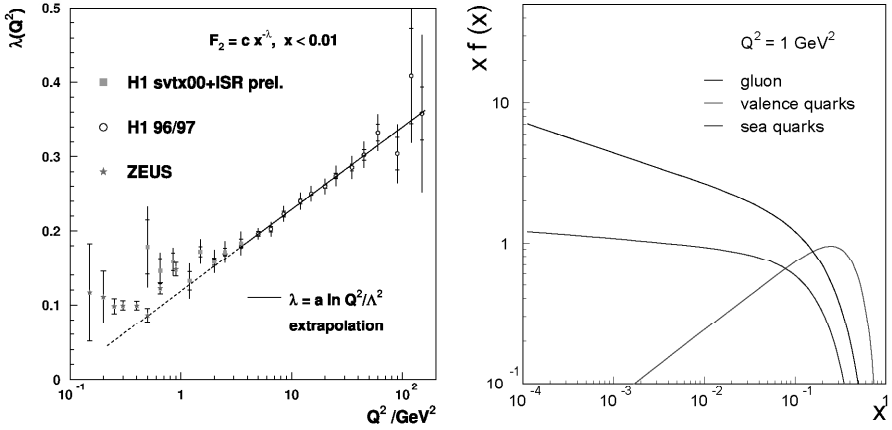 λ(Q²)
0.5
0.4
0.3
0.2
0.1
0
F₂ = c x^-λ, x < 0.01
H1 svtx00+ISR prel.
H1 96/97
ZEUS
λ = a ln Q²/Λ²
extrapolation
10^-1
1
10
10²
Q² /GeV²
x f (x)
10
1
10^-1
Q² = 1 GeV²
gluon
valence quarks
sea quarks
10^-4
10^-3
10^-2
10^-1
1
x